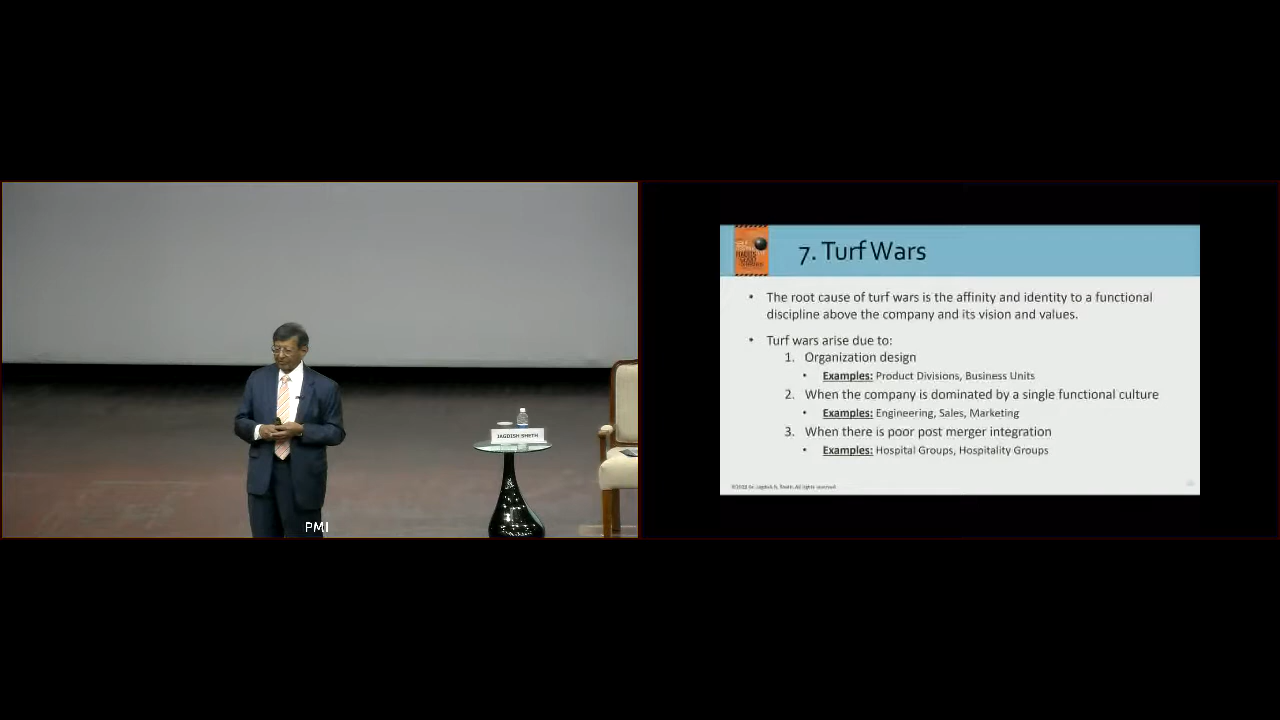 PMI
JAGDISH SHETH
7. Turf Wars
• The root cause of turf wars is the affinity and identity to a functional
discipline above the company and its vision and values.
• Turf wars arise due to:
1. Organization design
• Examples: Product Divisions, Business Units
2. When the company is dominated by a single functional culture
• Examples: Engineering, Sales, Marketing
3. When there is poor post merger integration
• Examples: Hospital Groups, Hospitality Groups
All rights reserved